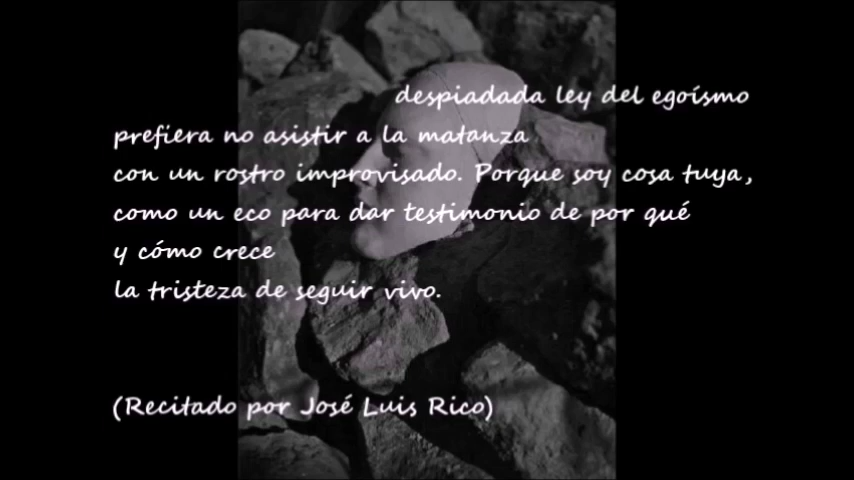 despiadada ley del egoísmo
prefiera no asistir a la matanza
con un rostro improvisado. Porque soy cosa tuya,
como un eco para dar testimonio de por qué
y cómo crece
la tristeza de seguir vivo.
(Recitado por José Luis Rico)